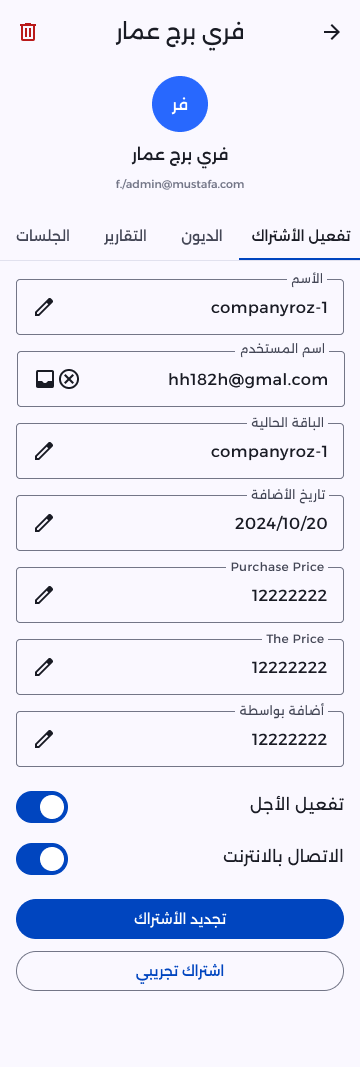 فري برج عمار
فر
فري برج عمار
f./admin@mustafa.com
تفعيل الأشتراك
الديون
التقارير
الجلسات
الأسم
companyroz-1
اسم المستخدم
hh182h@gmal.com
الباقة الحالية
companyroz-1
تاريخ الأضافة
2024/10/20
Purchase Price
12222222
The Price
12222222
أضافة بواسطة
12222222
تفعيل الأجل
الاتصال بالانترنت
تجديد الأشتراك
اشتراك تجريبي